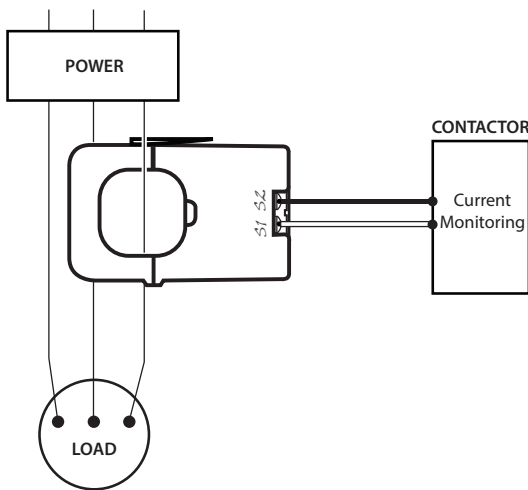 POWER
CONTACTOR
S1 S2
Current
Monitoring
LOAD